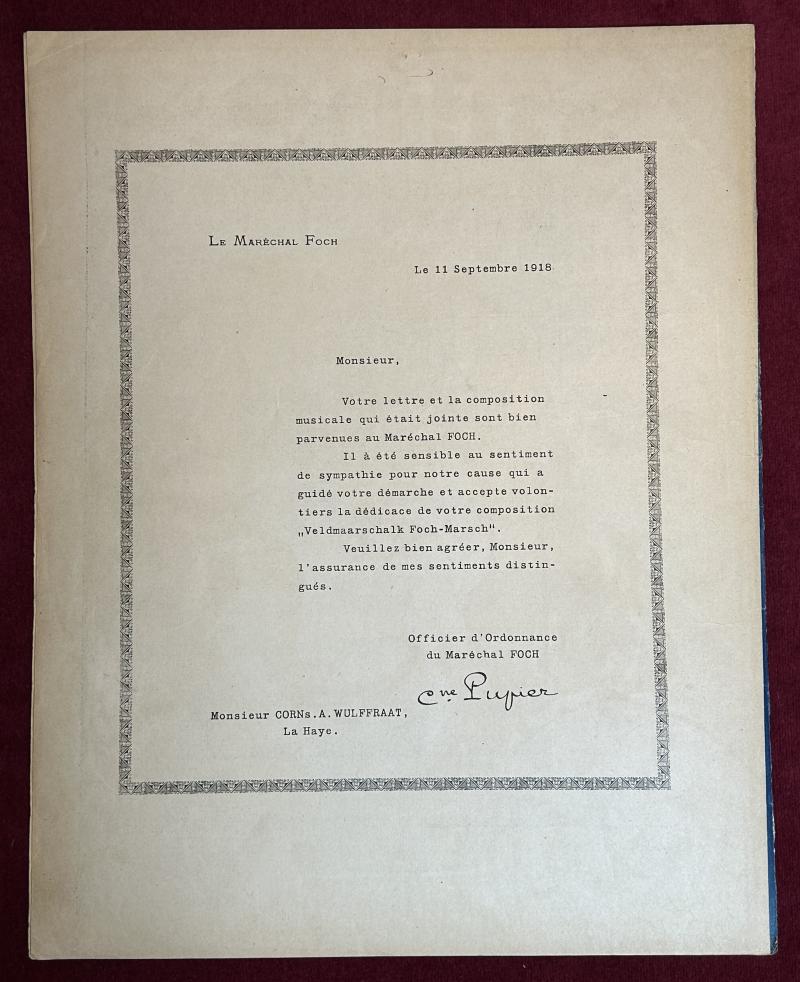 Le Maréchal Foch
Le 11 Septembre 1918
Monsieur,
Votre lettre et la composition
musicale qui était jointe sont bien
parvenues au Maréchal FOCH.
Il à été sensible au sentiment
de sympathie pour notre cause qui a
guidé votre démarche et accepte volon-
tiers la dédicace de votre composition
„Veldmaarschalk Foch-Marsch“.
Veuillez bien agréer, Monsieur,
l'assurance de mes sentiments distin-
gués.
Officier d'Ordonnance
du Maréchal FOCH
Cne Pupier
Monsieur CORNs.A.WULFFRAAT,
La Haye.